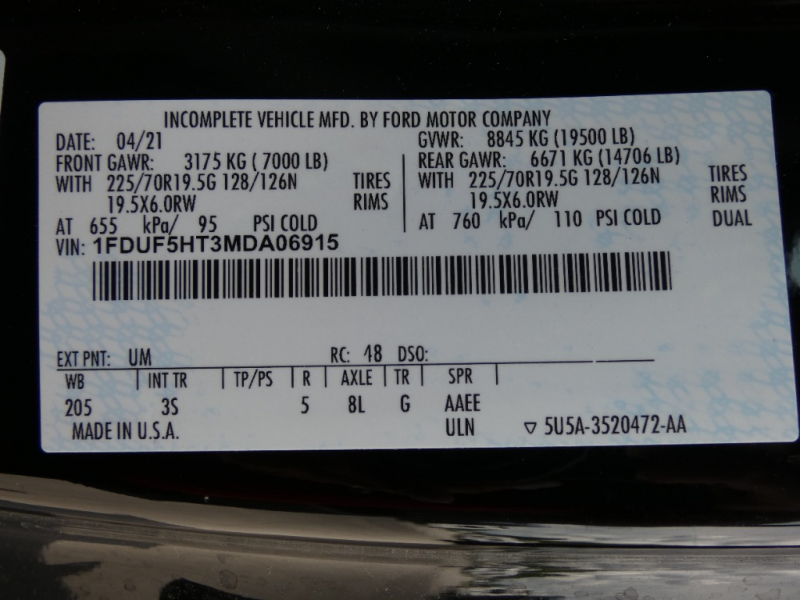 INCOMPLETE VEHICLE MFD. BY FORD MOTOR COMPANY
DATE: 04/21 GVWR: 8845 KG (19500 LB)
FRONT GAWR: 3175 KG ( 7000 LB) REAR GAWR: 6671 KG (14706 LB)
WITH 225/70R19.5G 128/126N TIRES WITH 225/70R19.5G 128/126N TIRES
19.5X6.0RW RIMS 19.5X6.0RW RIMS
AT 655 kPa/ 95 PSI COLD AT 760 kPa/ 110 PSI COLD DUAL
VIN: 1FDUF5HT3MDA06915
EXT PNT: UM RC: 48 DSO:
WB INT TR TP/PS R AXLE TR SPR
205 3S 5 8L G AAEE
MADE IN U.S.A. ULN 5U5A-3520472-AA